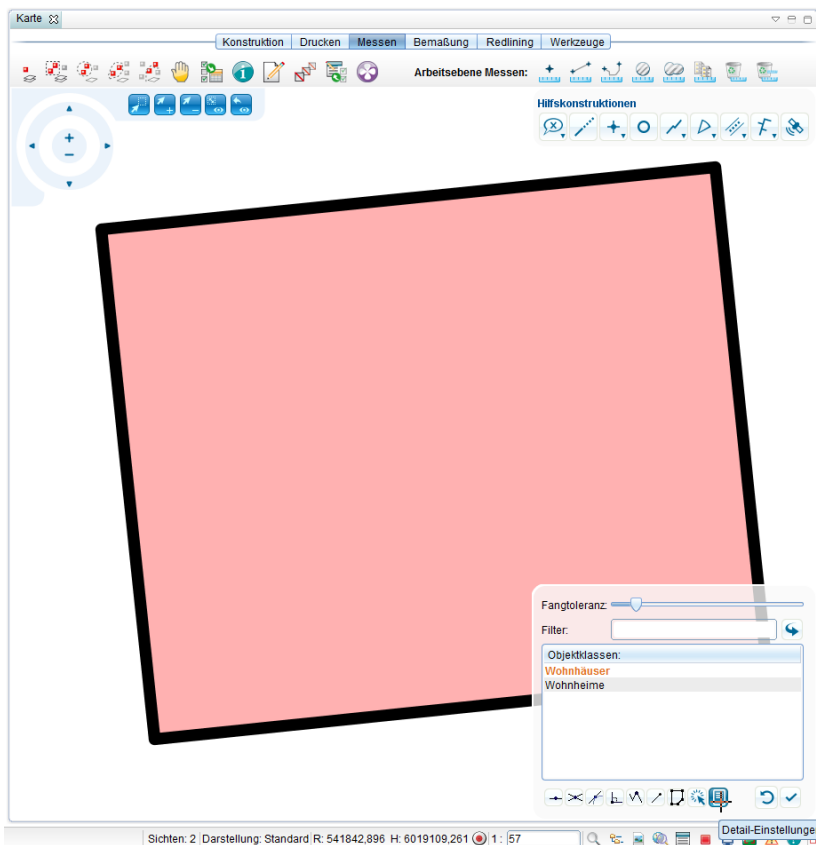 Karte
Konstruktion Drucken Messen Bemaßung Redlining Werkzeuge
Arbeitsebene Messen:
Hilfskonstruktionen
Fangtoleranz:
Filter:
Objektklassen:
Wohnhäuser
Wohnheime
Detail-Einstellunge
Sichten: 2 Darstellung: Standard R: 541842,896 H: 6019109,261 1 : 57